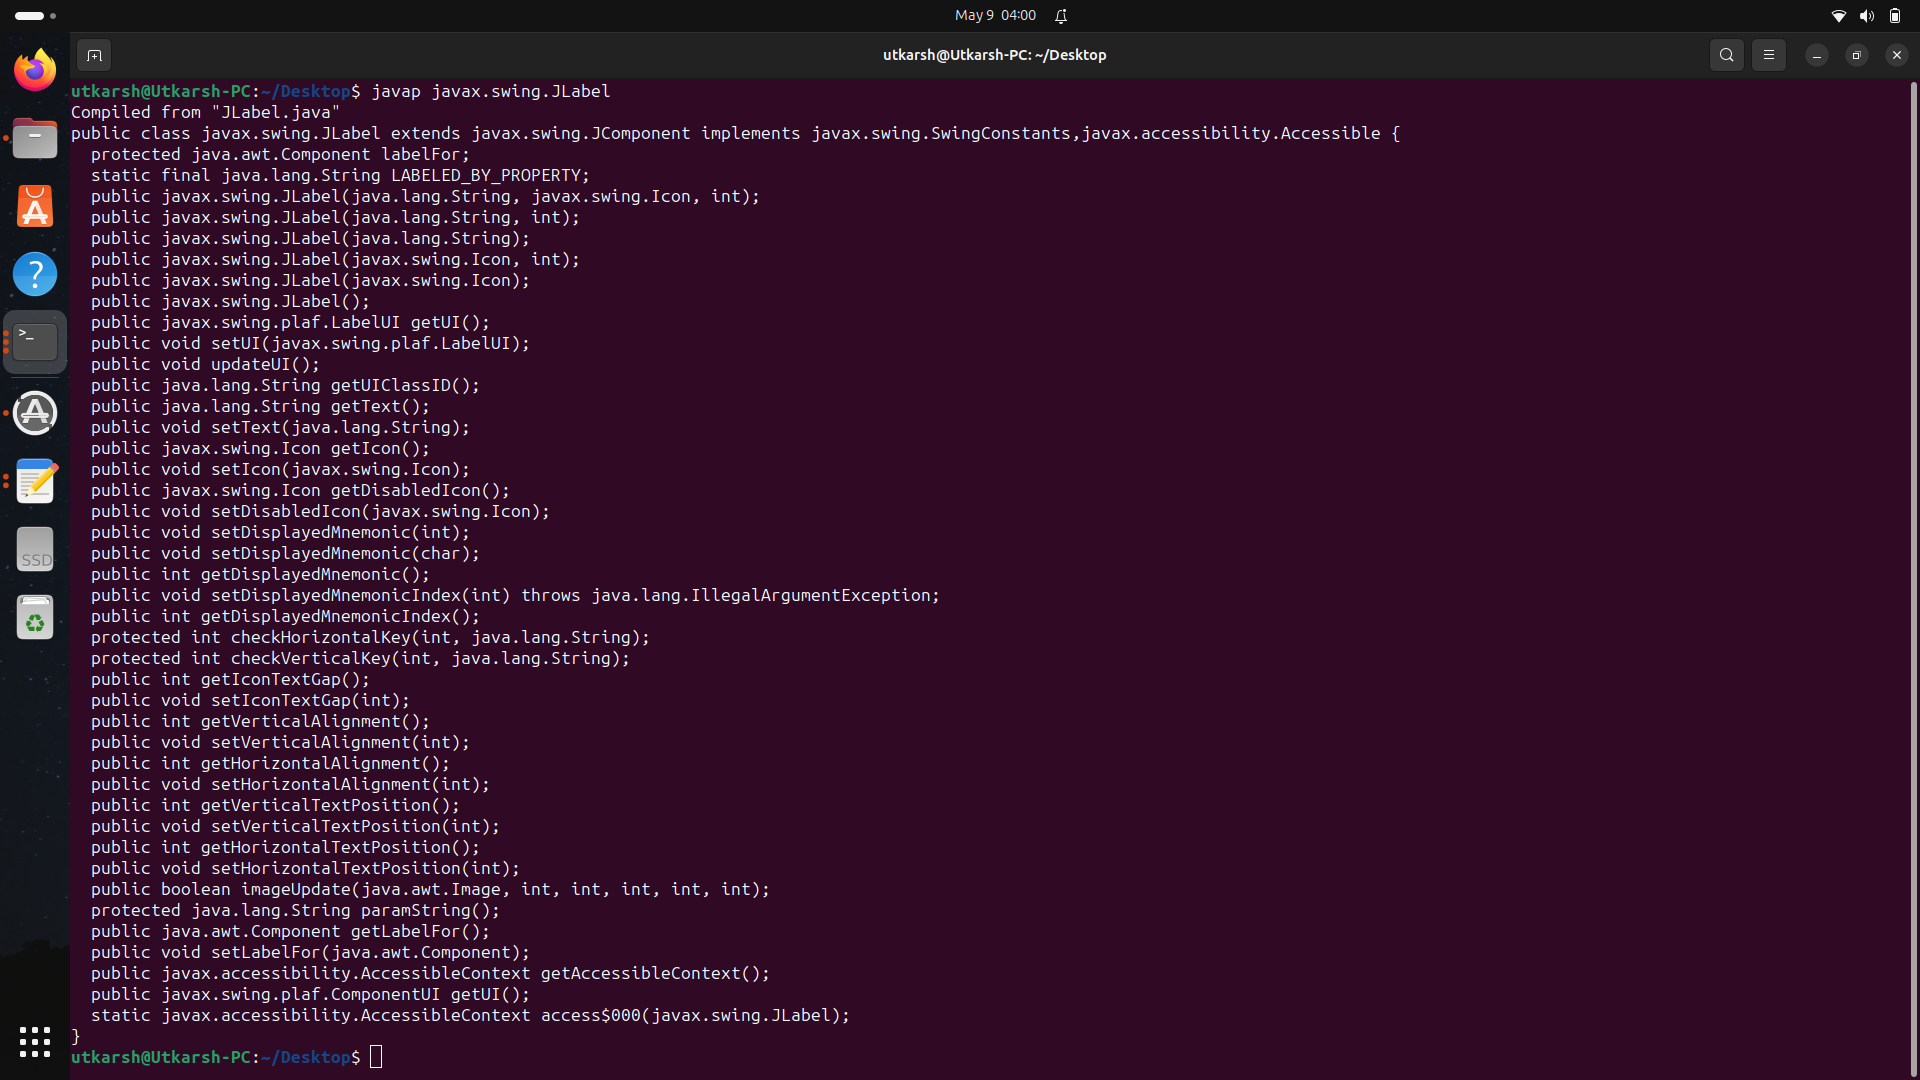 May 9 04:00
utkarsh@Utkarsh-PC: ~/Desktop
utkarsh@Utkarsh-PC:~/Desktop$ javap javax.swing.JLabel
Compiled from "JLabel.java"
public class javax.swing.JLabel extends javax.swing.JComponent implements javax.swing.SwingConstants,javax.accessibility.Accessible {
  protected java.awt.Component labelFor;
  static final java.lang.String LABELED_BY_PROPERTY;
  public javax.swing.JLabel(java.lang.String, javax.swing.Icon, int);
  public javax.swing.JLabel(java.lang.String, int);
  public javax.swing.JLabel(java.lang.String);
  public javax.swing.JLabel(javax.swing.Icon, int);
  public javax.swing.JLabel(javax.swing.Icon);
  public javax.swing.JLabel();
  public javax.swing.plaf.LabelUI getUI();
  public void setUI(javax.swing.plaf.LabelUI);
  public void updateUI();
  public java.lang.String getUIClassID();
  public java.lang.String getText();
  public void setText(java.lang.String);
  public javax.swing.Icon getIcon();
  public void setIcon(javax.swing.Icon);
  public javax.swing.Icon getDisabledIcon();
  public void setDisabledIcon(javax.swing.Icon);
  public void setDisplayedMnemonic(int);
  public void setDisplayedMnemonic(char);
  public int getDisplayedMnemonic();
  public void setDisplayedMnemonicIndex(int) throws java.lang.IllegalArgumentException;
  public int getDisplayedMnemonicIndex();
  protected int checkHorizontalKey(int, java.lang.String);
  protected int checkVerticalKey(int, java.lang.String);
  public int getIconTextGap();
  public void setIconTextGap(int);
  public int getVerticalAlignment();
  public void setVerticalAlignment(int);
  public int getHorizontalAlignment();
  public void setHorizontalAlignment(int);
  public int getVerticalTextPosition();
  public void setVerticalTextPosition(int);
  public int getHorizontalTextPosition();
  public void setHorizontalTextPosition(int);
  public boolean imageUpdate(java.awt.Image, int, int, int, int, int);
  protected java.lang.String paramString();
  public java.awt.Component getLabelFor();
  public void setLabelFor(java.awt.Component);
  public javax.accessibility.AccessibleContext getAccessibleContext();
  public javax.swing.plaf.ComponentUI getUI();
  static javax.accessibility.AccessibleContext access$000(javax.swing.JLabel);
}
utkarsh@Utkarsh-PC:~/Desktop$
SSD